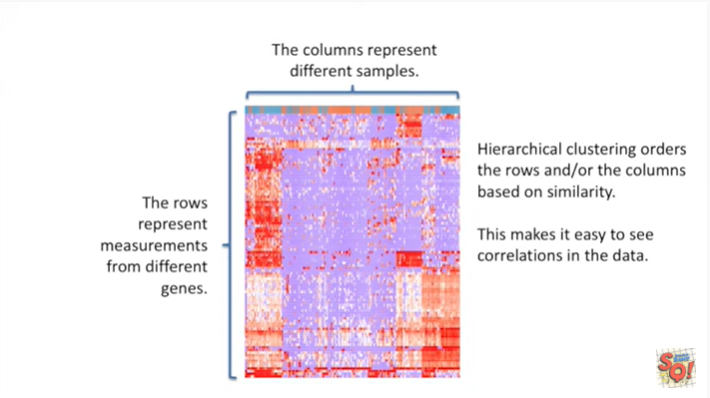 The columns represent
different samples.
Hierarchical clustering orders
the rows and/or the columns
based on similarity.
This makes it easy to see
correlations in the data.
The rows
represent
measurements
from different
genes.
SQ!